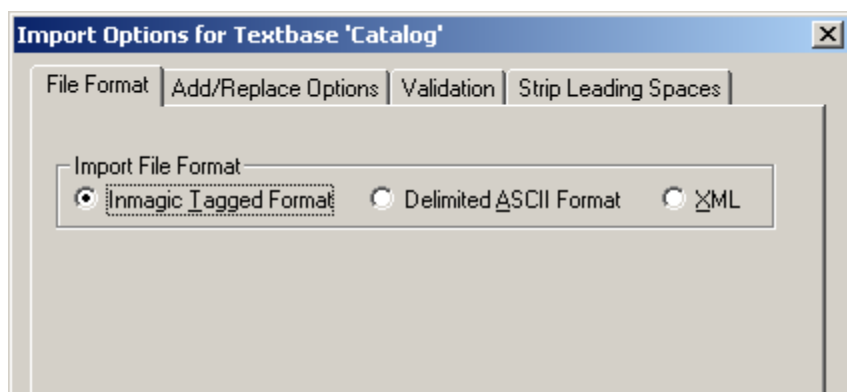 Import Options for Textbase 'Catalog'
File Format Add/Replace Options Validation Strip Leading Spaces
Import File Format
Inmagic Tagged Format Delimited ASCII Format XML